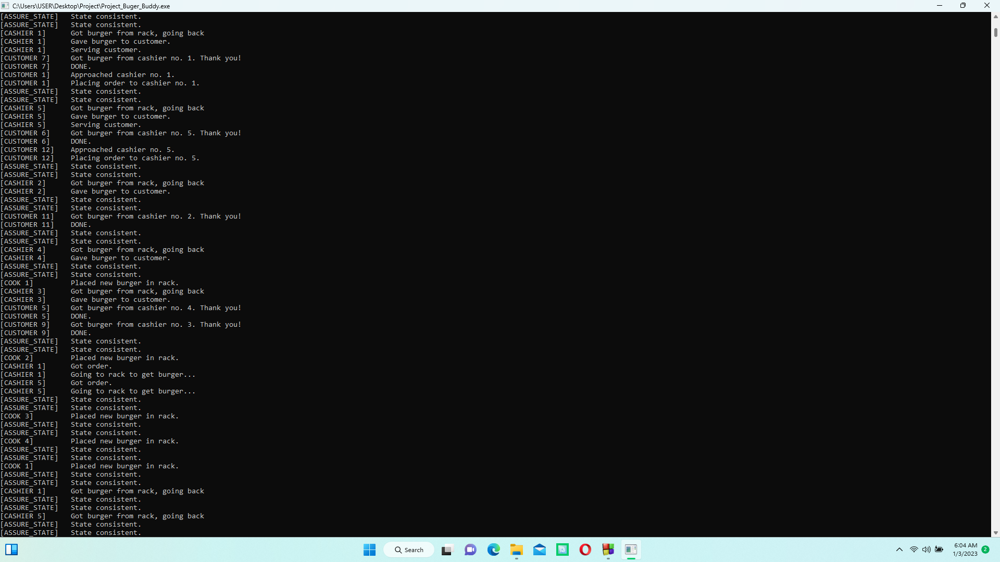 C:\Users\USER\Desktop\Project\Project_Buger_Buddy.exe
[ASSURE_STATE] State consistent.
[ASSURE_STATE] State consistent.
[CASHIER 1] Got burger from rack, going back
[CASHIER 1] Gave burger to customer.
[CASHIER 1] Serving customer.
[CUSTOMER 7] Got burger from cashier no. 1. Thank you!
[CUSTOMER 7] DONE.
[CUSTOMER 1] Approached cashier no. 1.
[CUSTOMER 1] Placing order to cashier no. 1.
[ASSURE_STATE] State consistent.
[ASSURE_STATE] State consistent.
[CASHIER 5] Got burger from rack, going back
[CASHIER 5] Gave burger to customer.
[CASHIER 5] Serving customer.
[CUSTOMER 6] Got burger from cashier no. 5. Thank you!
[CUSTOMER 6] DONE.
[CUSTOMER 12] Approached cashier no. 5.
[CUSTOMER 12] Placing order to cashier no. 5.
[ASSURE_STATE] State consistent.
[ASSURE_STATE] State consistent.
[CASHIER 2] Got burger from rack, going back
[CASHIER 2] Gave burger to customer.
[ASSURE_STATE] State consistent.
[ASSURE_STATE] State consistent.
[CUSTOMER 11] Got burger from cashier no. 2. Thank you!
[CUSTOMER 11] DONE.
[ASSURE_STATE] State consistent.
[ASSURE_STATE] State consistent.
[CASHIER 4] Got burger from rack, going back
[CASHIER 4] Gave burger to customer.
[ASSURE_STATE] State consistent.
[ASSURE_STATE] State consistent.
[COOK 1] Placed new burger in rack.
[CASHIER 3] Got burger from rack, going back
[CASHIER 3] Gave burger to customer.
[CUSTOMER 5] Got burger from cashier no. 4. Thank you!
[CUSTOMER 5] DONE.
[CUSTOMER 9] Got burger from cashier no. 3. Thank you!
[CUSTOMER 9] DONE.
[ASSURE_STATE] State consistent.
[ASSURE_STATE] State consistent.
[COOK 2] Placed new burger in rack.
[CASHIER 1] Got order.
[CASHIER 1] Going to rack to get burger...
[CASHIER 5] Got order.
[CASHIER 5] Going to rack to get burger...
[ASSURE_STATE] State consistent.
[ASSURE_STATE] State consistent.
[COOK 3] Placed new burger in rack.
[ASSURE_STATE] State consistent.
[ASSURE_STATE] State consistent.
[COOK 4] Placed new burger in rack.
[ASSURE_STATE] State consistent.
[ASSURE_STATE] State consistent.
[COOK 1] Placed new burger in rack.
[ASSURE_STATE] State consistent.
[ASSURE_STATE] State consistent.
[CASHIER 1] Got burger from rack, going back
[ASSURE_STATE] State consistent.
[ASSURE_STATE] State consistent.
[CASHIER 5] Got burger from rack, going back
[ASSURE_STATE] State consistent.
[ASSURE_STATE] State consistent.
Search
6:04 AM
1/3/2023
2